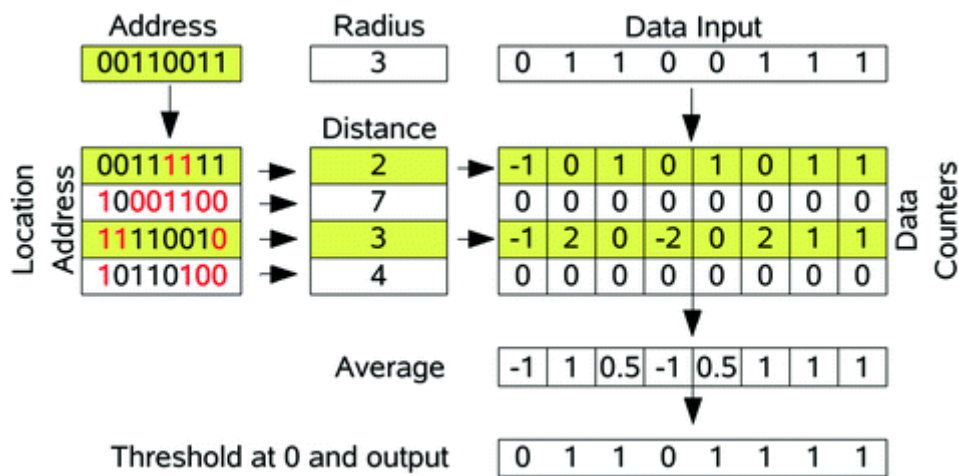 Address Radius Data Input
00110011 3 0 1 1 0 0 1 1 1
Distance
Location Address
00111111 2 -1 0 1 0 1 0 1 1
10001100 7 0 0 0 0 0 0 0 0
11110010 3 -1 2 0 -2 0 2 1 1
10110100 4 0 0 0 0 0 0 0 0
Data Counters
Average -1 1 0.5 -1 0.5 1 1 1
Threshold at 0 and output 0 1 1 0 1 1 1 1